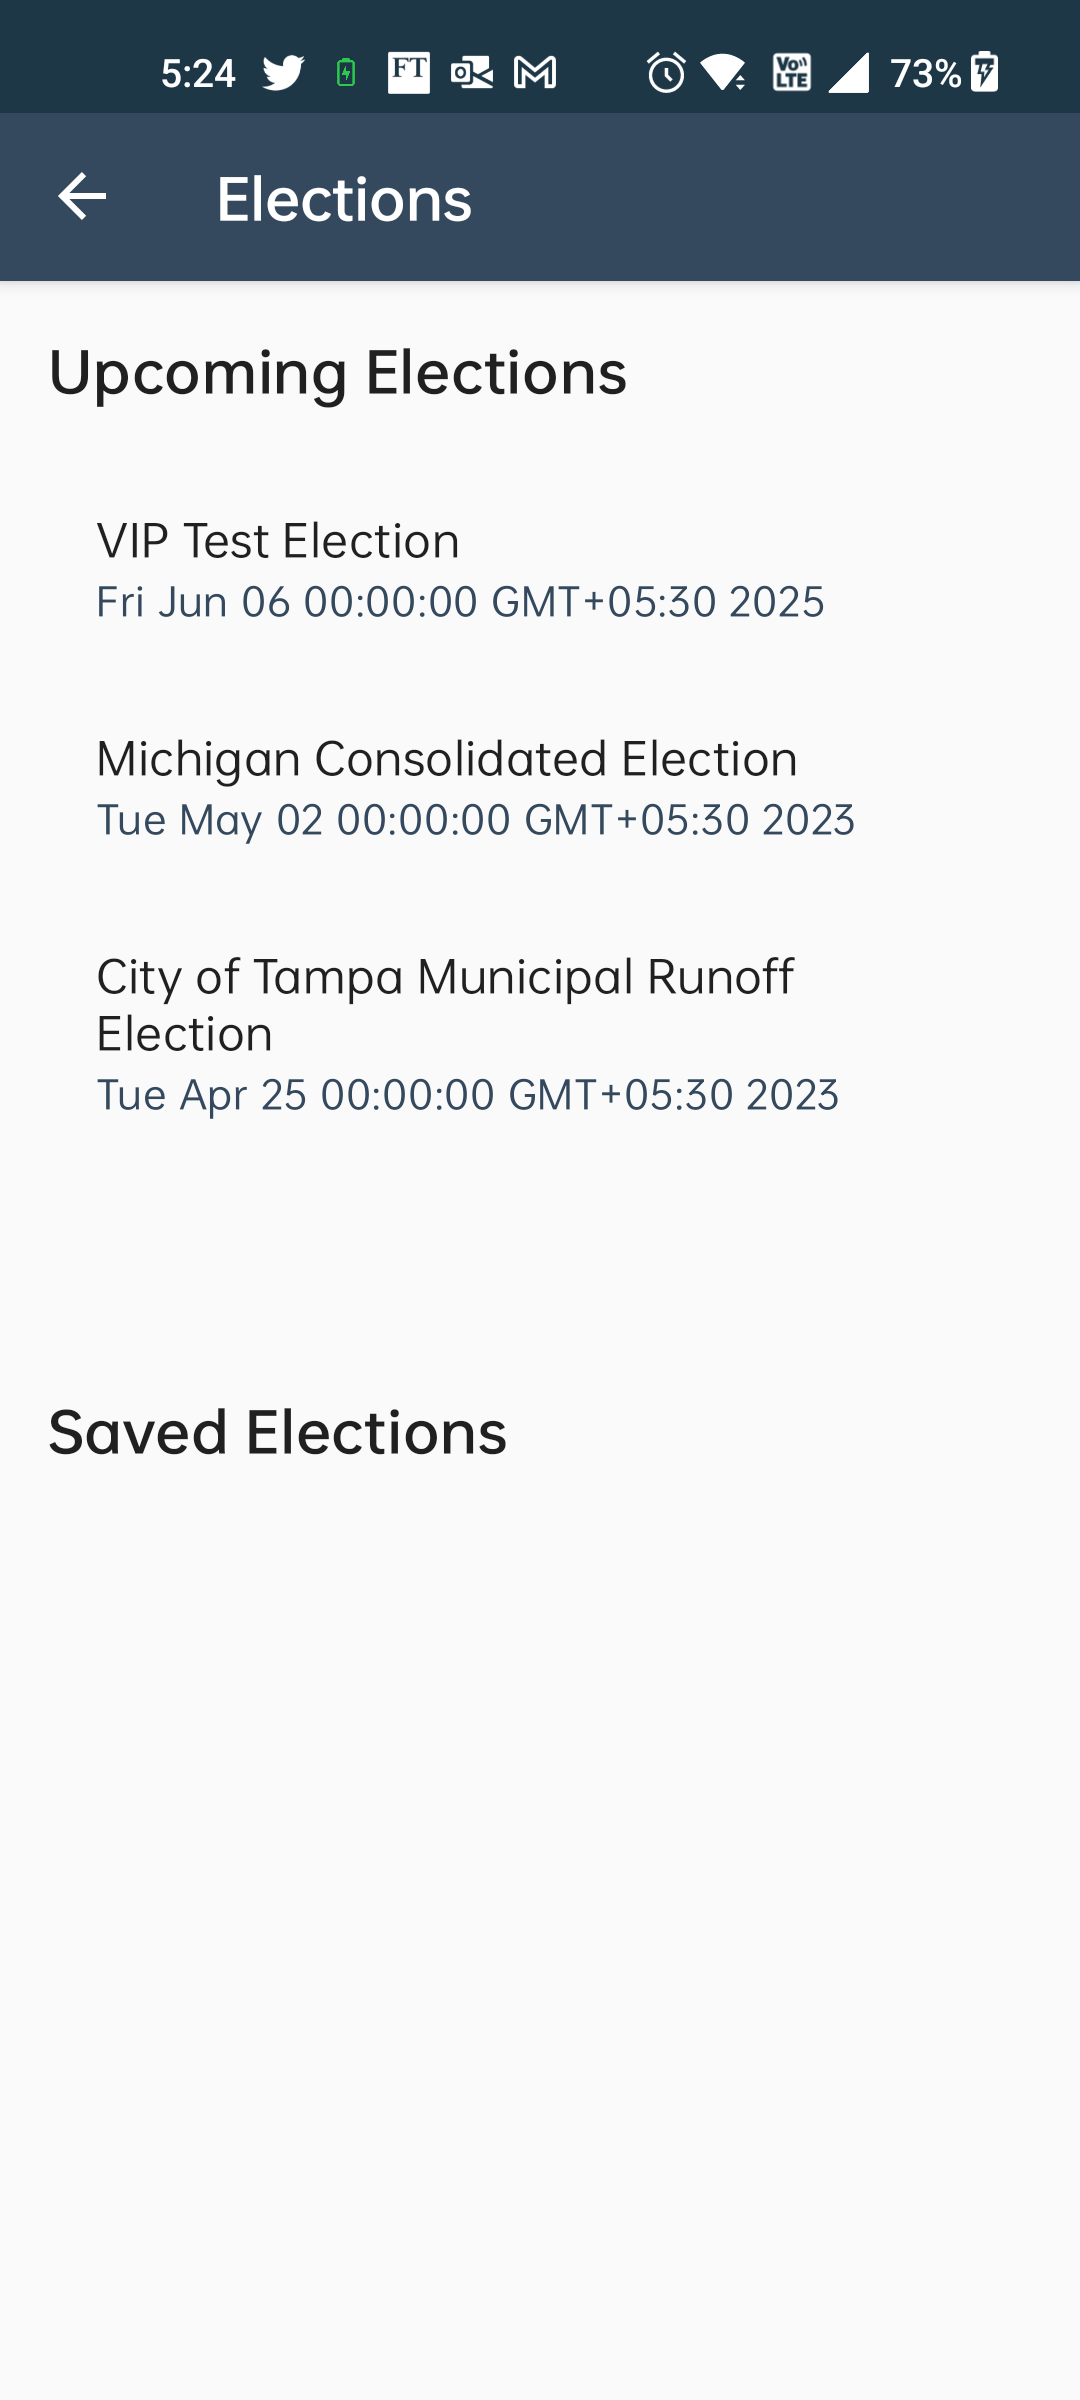 5:24 FT Vo LTE 73%
Elections
Upcoming Elections
VIP Test Election
Fri Jun 06 00:00:00 GMT+05:30 2025
Michigan Consolidated Election
Tue May 02 00:00:00 GMT+05:30 2023
City of Tampa Municipal Runoff
Election
Tue Apr 25 00:00:00 GMT+05:30 2023
Saved Elections